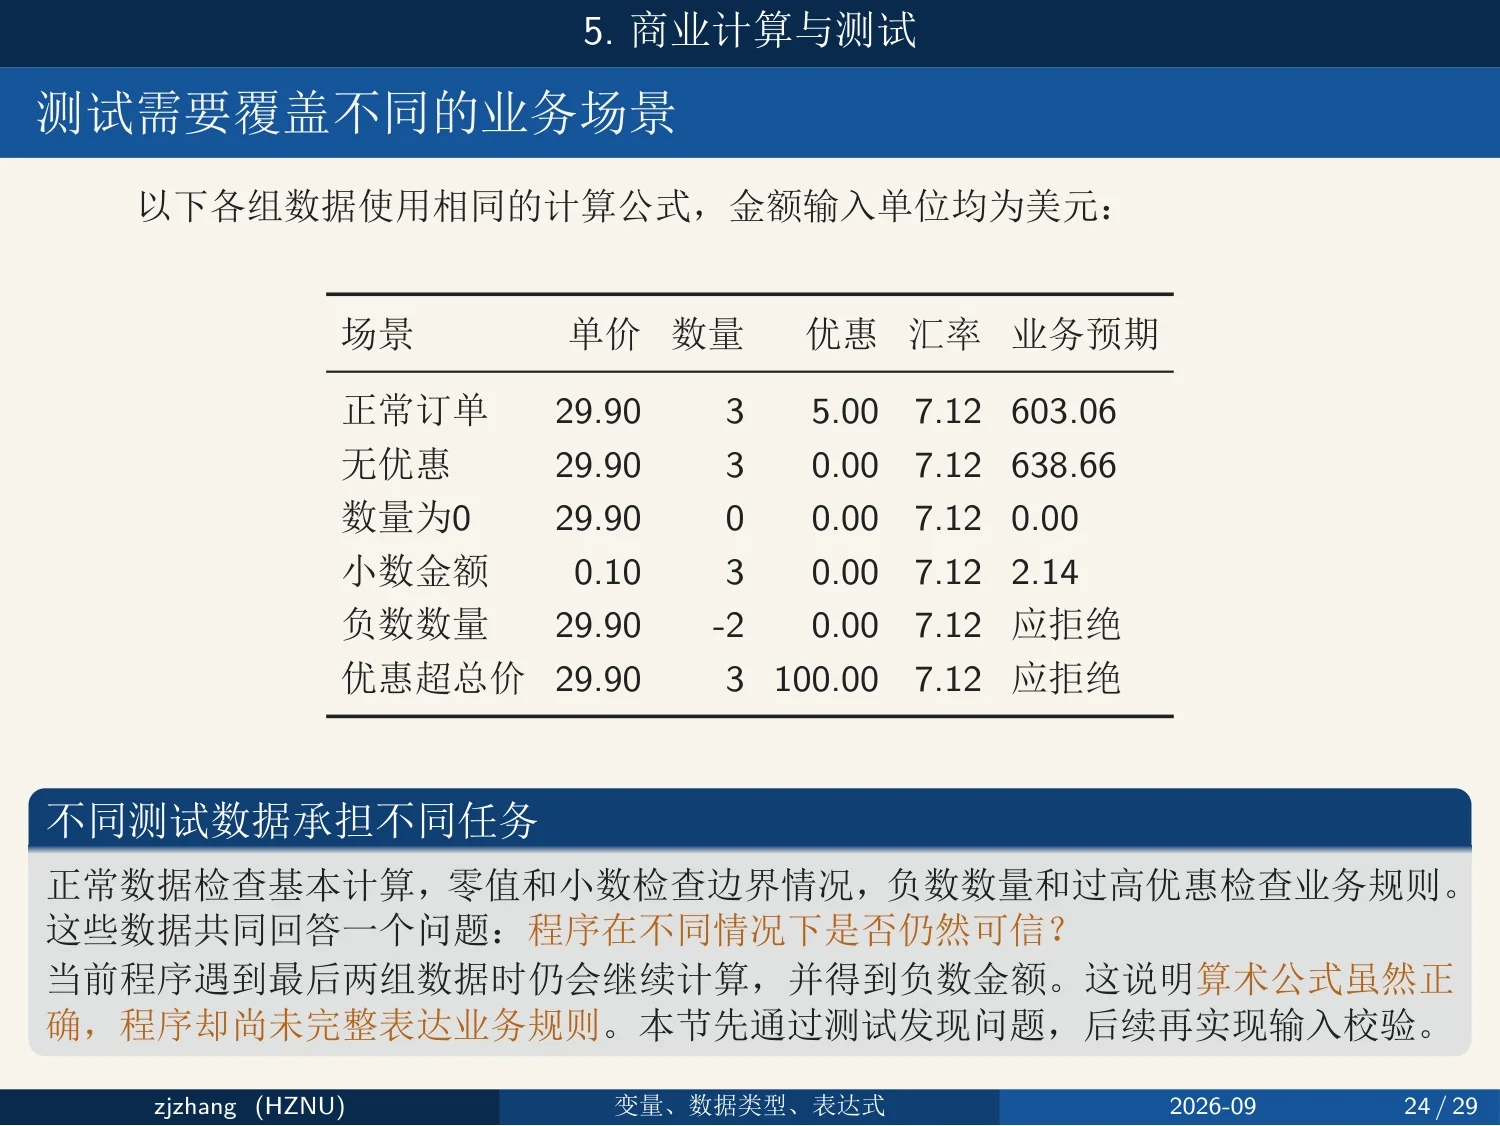 5. 商业计算与测试
测试需要覆盖不同的业务场景
以下各组数据使用相同的计算公式，金额输入单位均为美元：
场景 单价 数量 优惠 汇率 业务预期
正常订单 29.90 3 5.00 7.12 603.06
无优惠 29.90 3 0.00 7.12 638.66
数量为0 29.90 0 0.00 7.12 0.00
小数金额 0.10 3 0.00 7.12 2.14
负数数量 29.90 -2 0.00 7.12 应拒绝
优惠超总价 29.90 3 100.00 7.12 应拒绝
不同测试数据承担不同任务
正常数据检查基本计算，零值和小数检查边界情况，负数数量和过高优惠检查业务规则。
这些数据共同回答一个问题：程序在不同情况下是否仍然可信？
当前程序遇到最后两组数据时仍会继续计算，并得到负数金额。这说明算术公式虽然正
确，程序却尚未完整表达业务规则。本节先通过测试发现问题，后续再实现输入校验。
zjzhang (HZNU) 变量、数据类型、表达式 2026-09 24 / 29